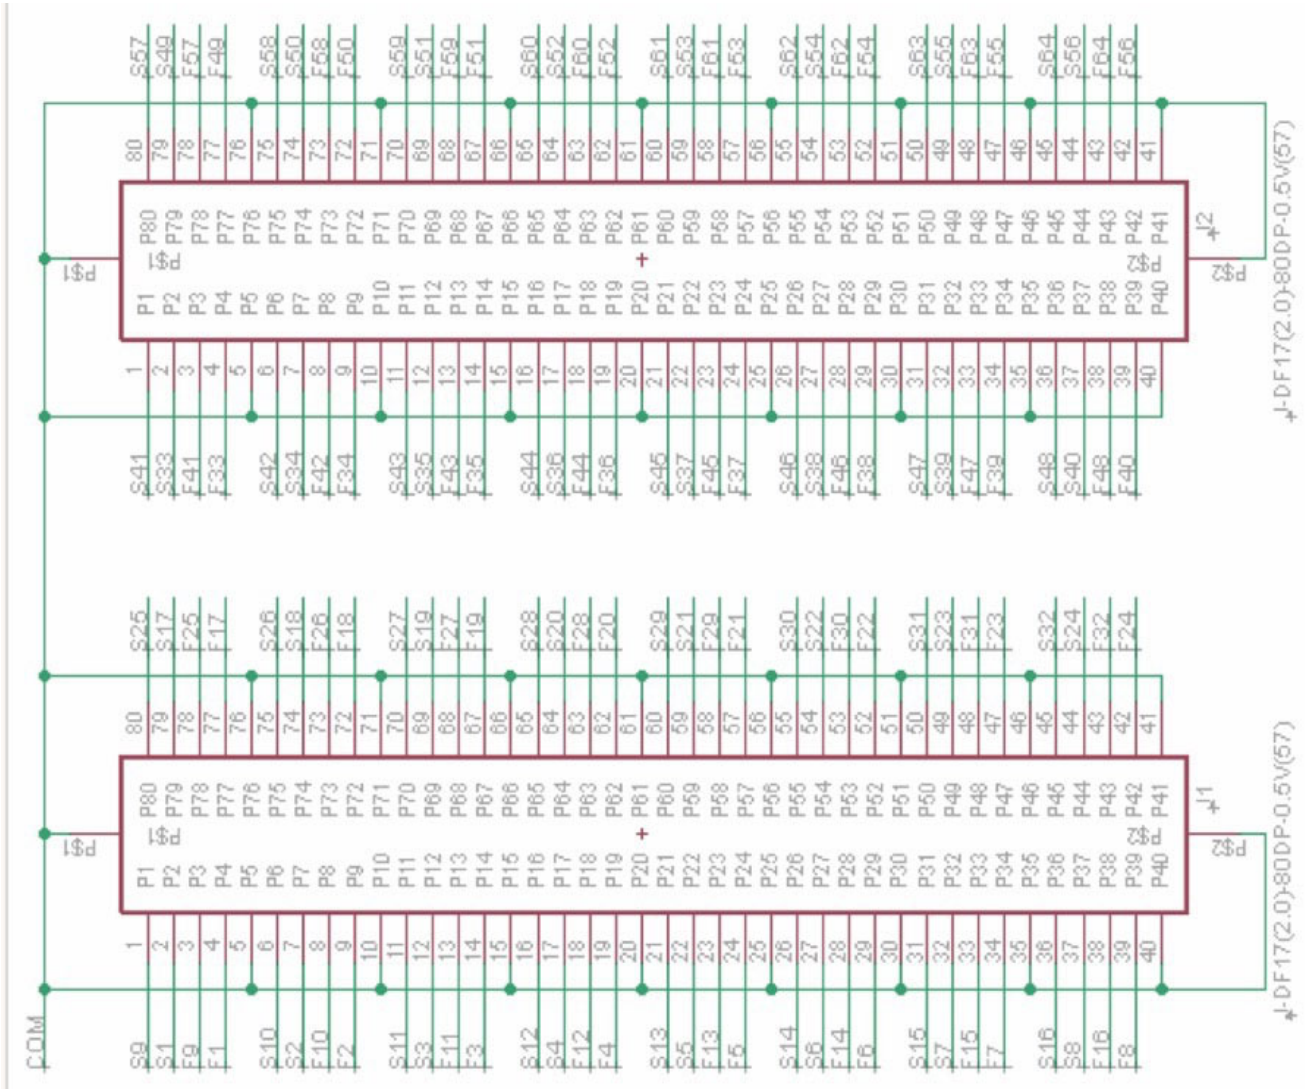 S57 S49 F57 F49 S58 S50 F58 F50 S59 S51 F59 F51 S60 S52 F60 F52 S61 S53 F61 F53 S62 S54 F62 F54 S63 S55 F63 F55 S64 S56 F64 F56
80 79 78 77 76 75 74 73 72 71 70 69 68 67 66 65 64 63 62 61 60 59 58 57 56 55 54 53 52 51 50 49 48 47 46 45 44 43 42 41
P80 P79 P78 P77 P76 P75 P74 P73 P72 P71 P70 P69 P68 P67 P66 P65 P64 P63 P62 P61 P60 P59 P58 P57 P56 P55 P54 P53 P52 P51 P50 P49 P48 P47 P46 P45 P44 P43 P42 P41
J2
P$1 P$1 P$2 P$2
J-DF17(2.0)-80DP-0.5V(57)
P1 P2 P3 P4 P5 P6 P7 P8 P9 P10 P11 P12 P13 P14 P15 P16 P17 P18 P19 P20 P21 P22 P23 P24 P25 P26 P27 P28 P29 P30 P31 P32 P33 P34 P35 P36 P37 P38 P39 P40
1 2 3 4 5 6 7 8 9 10 11 12 13 14 15 16 17 18 19 20 21 22 23 24 25 26 27 28 29 30 31 32 33 34 35 36 37 38 39 40
S41 S33 F41 F33 S42 S34 F42 F34 S43 S35 F43 F35 S44 S36 F44 F36 S45 S37 F45 F37 S46 S38 F46 F38 S47 S39 F47 F39 S48 S40 F48 F40
S25 S17 F25 F17 S26 S18 F26 F18 S27 S19 F27 F19 S28 S20 F28 F20 S29 S21 F29 F21 S30 S22 F30 F22 S31 S23 F31 F23 S32 S24 F32 F24
80 79 78 77 76 75 74 73 72 71 70 69 68 67 66 65 64 63 62 61 60 59 58 57 56 55 54 53 52 51 50 49 48 47 46 45 44 43 42 41
P80 P79 P78 P77 P76 P75 P74 P73 P72 P71 P70 P69 P68 P67 P66 P65 P64 P63 P62 P61 P60 P59 P58 P57 P56 P55 P54 P53 P52 P51 P50 P49 P48 P47 P46 P45 P44 P43 P42 P41
J1
P$1 P$1 P$2 P$2
J-DF17(2.0)-80DP-0.5V(57)
P1 P2 P3 P4 P5 P6 P7 P8 P9 P10 P11 P12 P13 P14 P15 P16 P17 P18 P19 P20 P21 P22 P23 P24 P25 P26 P27 P28 P29 P30 P31 P32 P33 P34 P35 P36 P37 P38 P39 P40
1 2 3 4 5 6 7 8 9 10 11 12 13 14 15 16 17 18 19 20 21 22 23 24 25 26 27 28 29 30 31 32 33 34 35 36 37 38 39 40
COM S9 S1 F9 F1 S10 S2 F10 F2 S11 S3 F11 F3 S12 S4 F12 F4 S13 S5 F13 F5 S14 S6 F14 F6 S15 S7 F15 F7 S16 S8 F16 F8